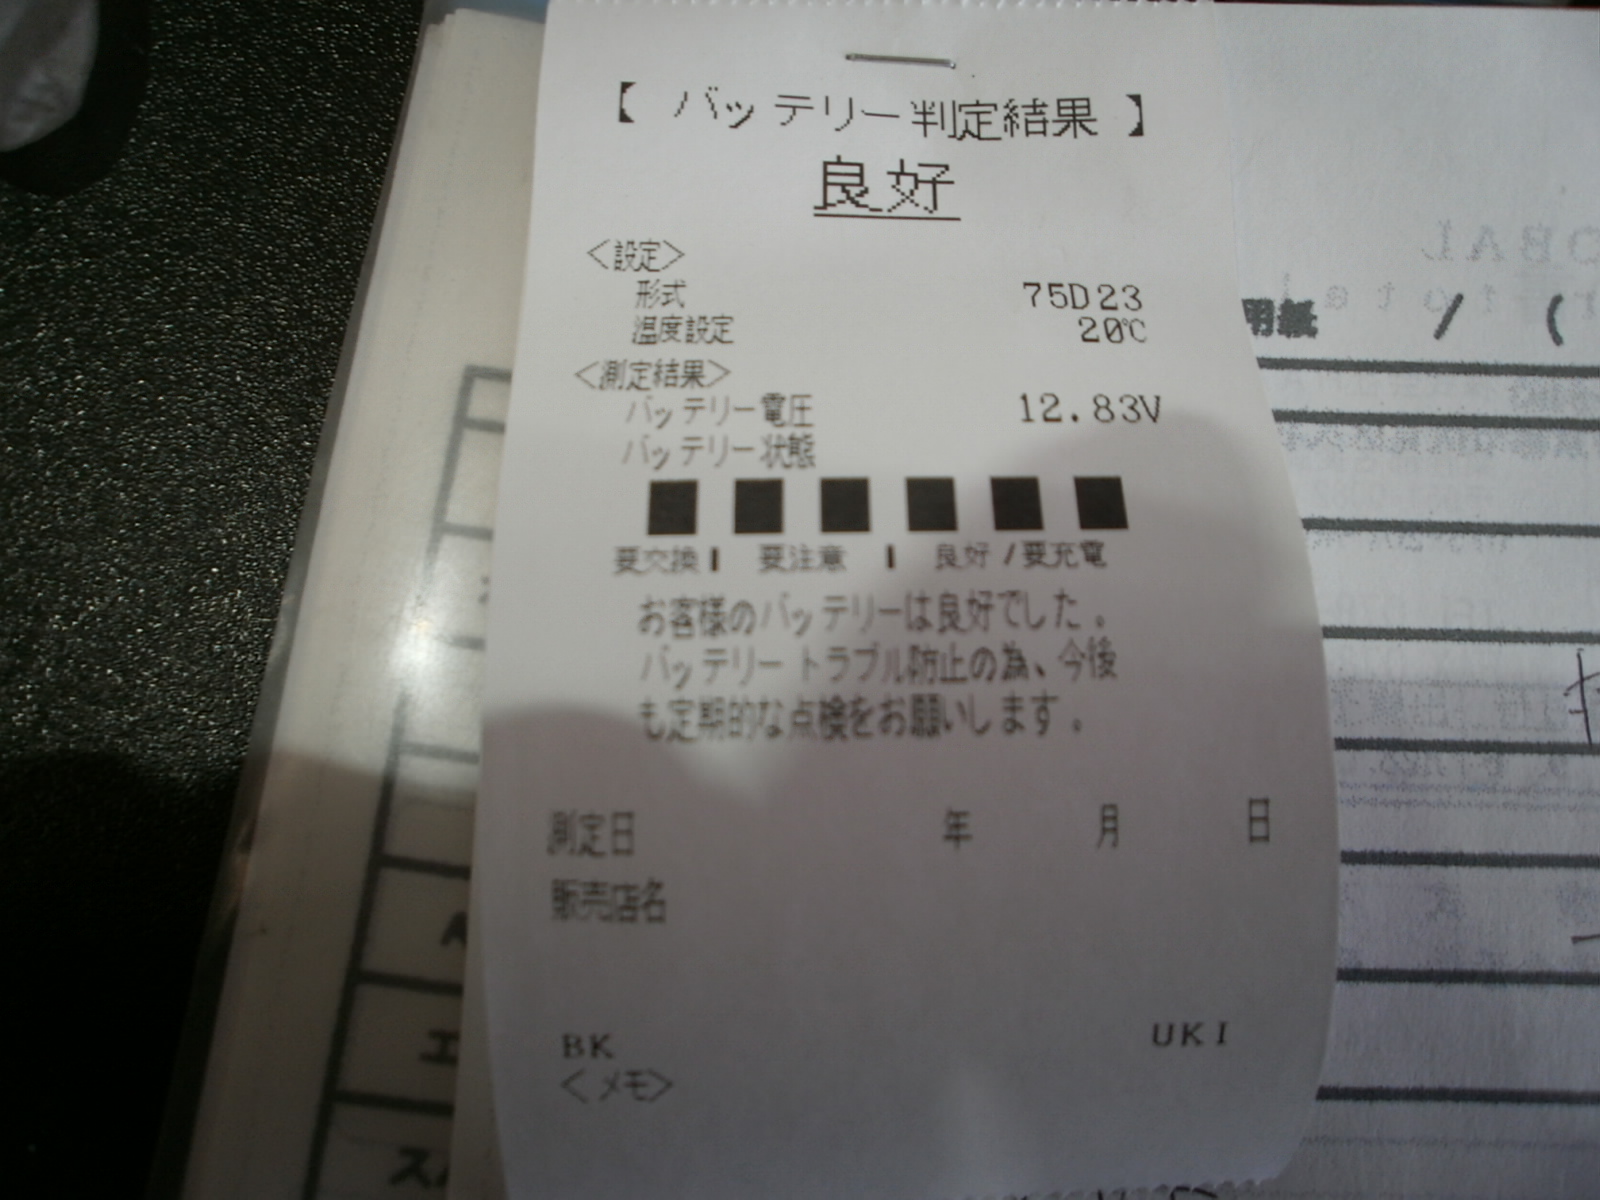 【 バッテリー判定結果 】
良好
<設定>
形式 75D23
温度設定 20℃
<測定結果>
バッテリー電圧 12.83V
バッテリー状態
■ ■ ■ ■ ■ ■
要交換 | 要注意 | 良好 /要充電
お客様のバッテリーは良好でした。
バッテリートラブル防止の為、今後
も定期的な点検をお願いします。
測定日 年 月 日
販売店名
BK UKI
<メモ>
用紙 / (
エ